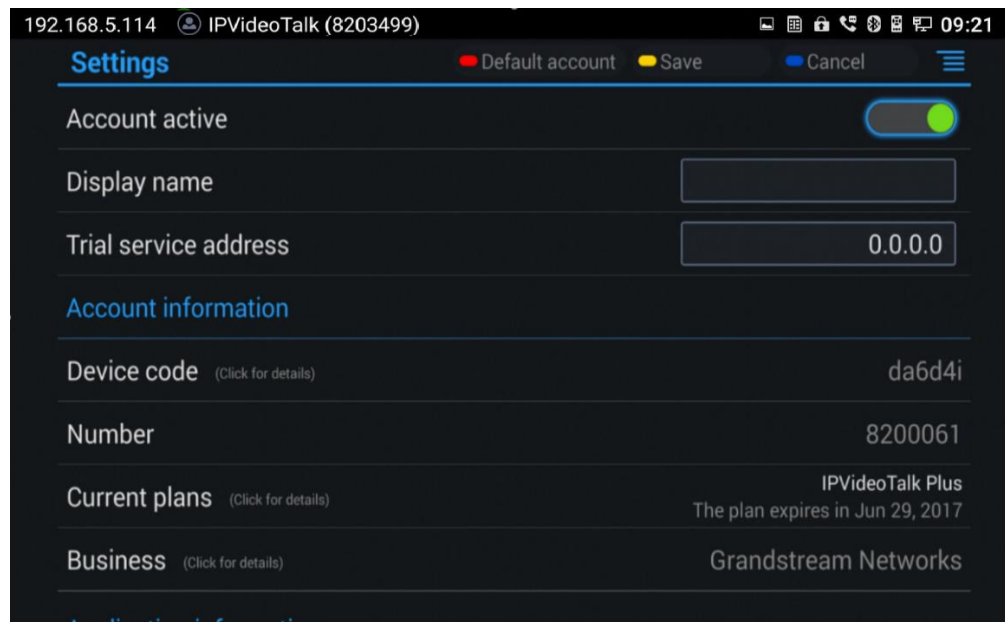 192.168.5.114 IPVideoTalk (8203499) 09:21
Settings Default account Save Cancel
Account active
Display name
Trial service address 0.0.0.0
Account information
Device code (Click for details) da6d4i
Number 8200061
Current plans (Click for details) IPVideoTalk Plus
The plan expires in Jun 29, 2017
Business (Click for details) Grandstream Networks